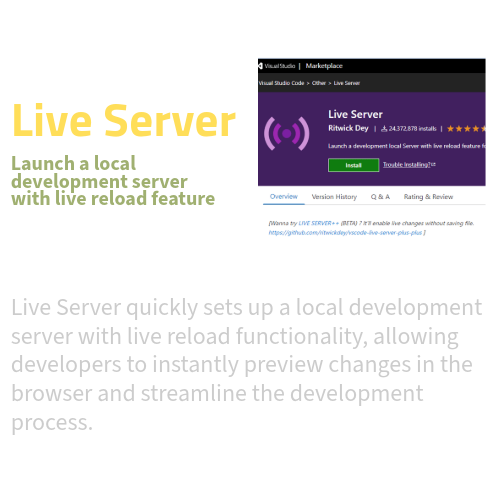 Live Server
Launch a local
development server
with live reload feature
Visual Studio | Marketplace
Visual Studio Code > Other > Live Server
Live Server
Ritwick Dey | 24,372,878 installs |
Launch a development local Server with live reload feature f
Install Trouble Installing?
Overview Version History Q & A Rating & Review
[Wanna try LIVE SERVER++ (BETA) ? It'll enable live changes without saving file.
https://github.com/ritwickdey/vscode-live-server-plus-plus ]
Live Server quickly sets up a local development
server with live reload functionality, allowing
developers to instantly preview changes in the
browser and streamline the development
process.